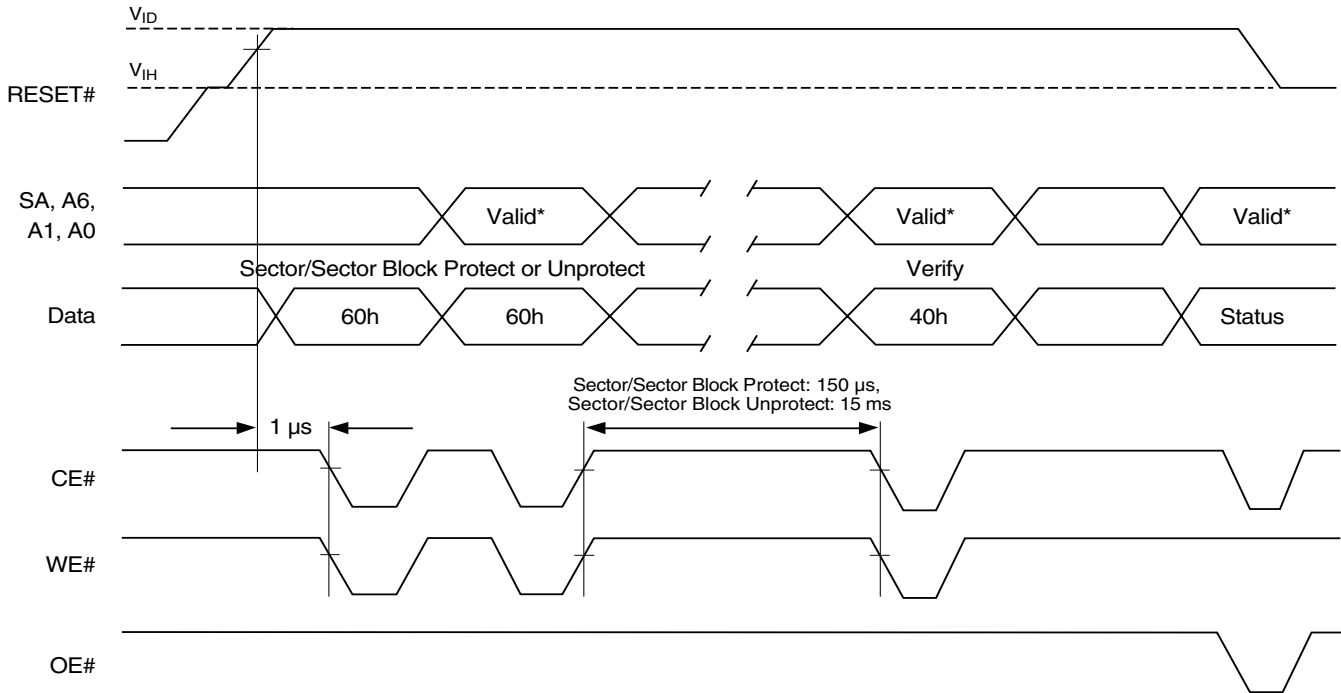 VID
VIH
RESET#
SA, A6,
A1, A0
Valid*
Valid*
Valid*
Sector/Sector Block Protect or Unprotect
Verify
Data
60h
60h
40h
Status
Sector/Sector Block Protect: 150 µs,
Sector/Sector Block Unprotect: 15 ms
1 µs
CE#
WE#
OE#